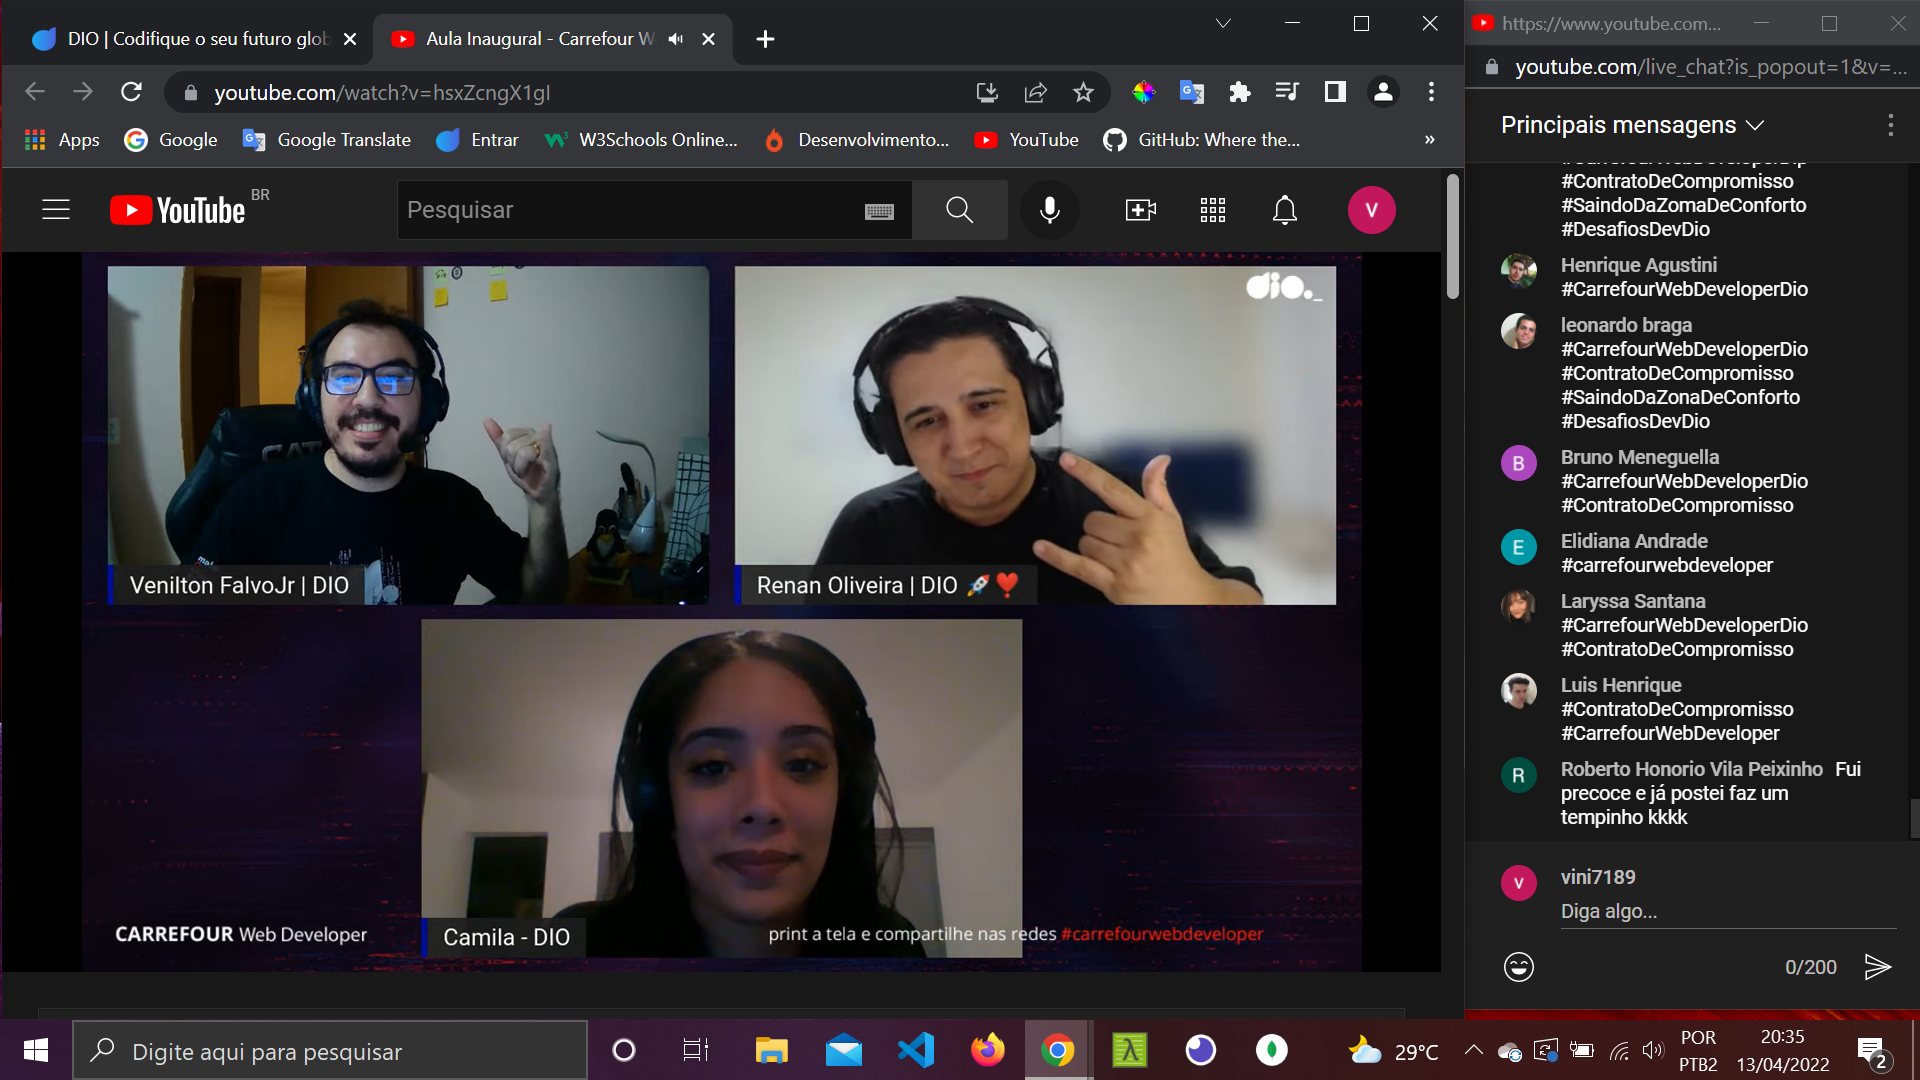 DIO | Codifique o seu futuro glob
Aula Inaugural - Carrefour W
https://www.youtube.com...
youtube.com/watch?v=hsxZcngX1gI
youtube.com/live_chat?is_popout=1&v=...
Apps
Google
Google Translate
Entrar
W3Schools Online...
Desenvolvimento...
YouTube
GitHub: Where the...
»
YouTube BR
Pesquisar
V
dio._
Venilton FalvoJr | DIO
Renan Oliveira | DIO 🚀❤️
Camila - DIO
CARREFOUR Web Developer
print a tela e compartilhe nas redes #carrefourwebdeveloper
Principais mensagens
#ContratoDeCompromisso
#SaindoDaZomaDeConforto
#DesafiosDevDio
Henrique Agustini
#CarrefourWebDeveloperDio
leonardo braga
#CarrefourWebDeveloperDio
#ContratoDeCompromisso
#SaindoDaZonaDeConforto
#DesafiosDevDio
B
Bruno Meneguella
#CarrefourWebDeveloperDio
#ContratoDeCompromisso
E
Elidiana Andrade
#carrefourwebdeveloper
Laryssa Santana
#CarrefourWebDeveloperDio
#ContratoDeCompromisso
Luis Henrique
#ContratoDeCompromisso
#CarrefourWebDeveloper
R
Roberto Honorio Vila Peixinho Fui
precoce e já postei faz um
tempinho kkkk
V
vini7189
Diga algo...
0/200
Digite aqui para pesquisar
29°C
POR
PTB2
20:35
13/04/2022
2